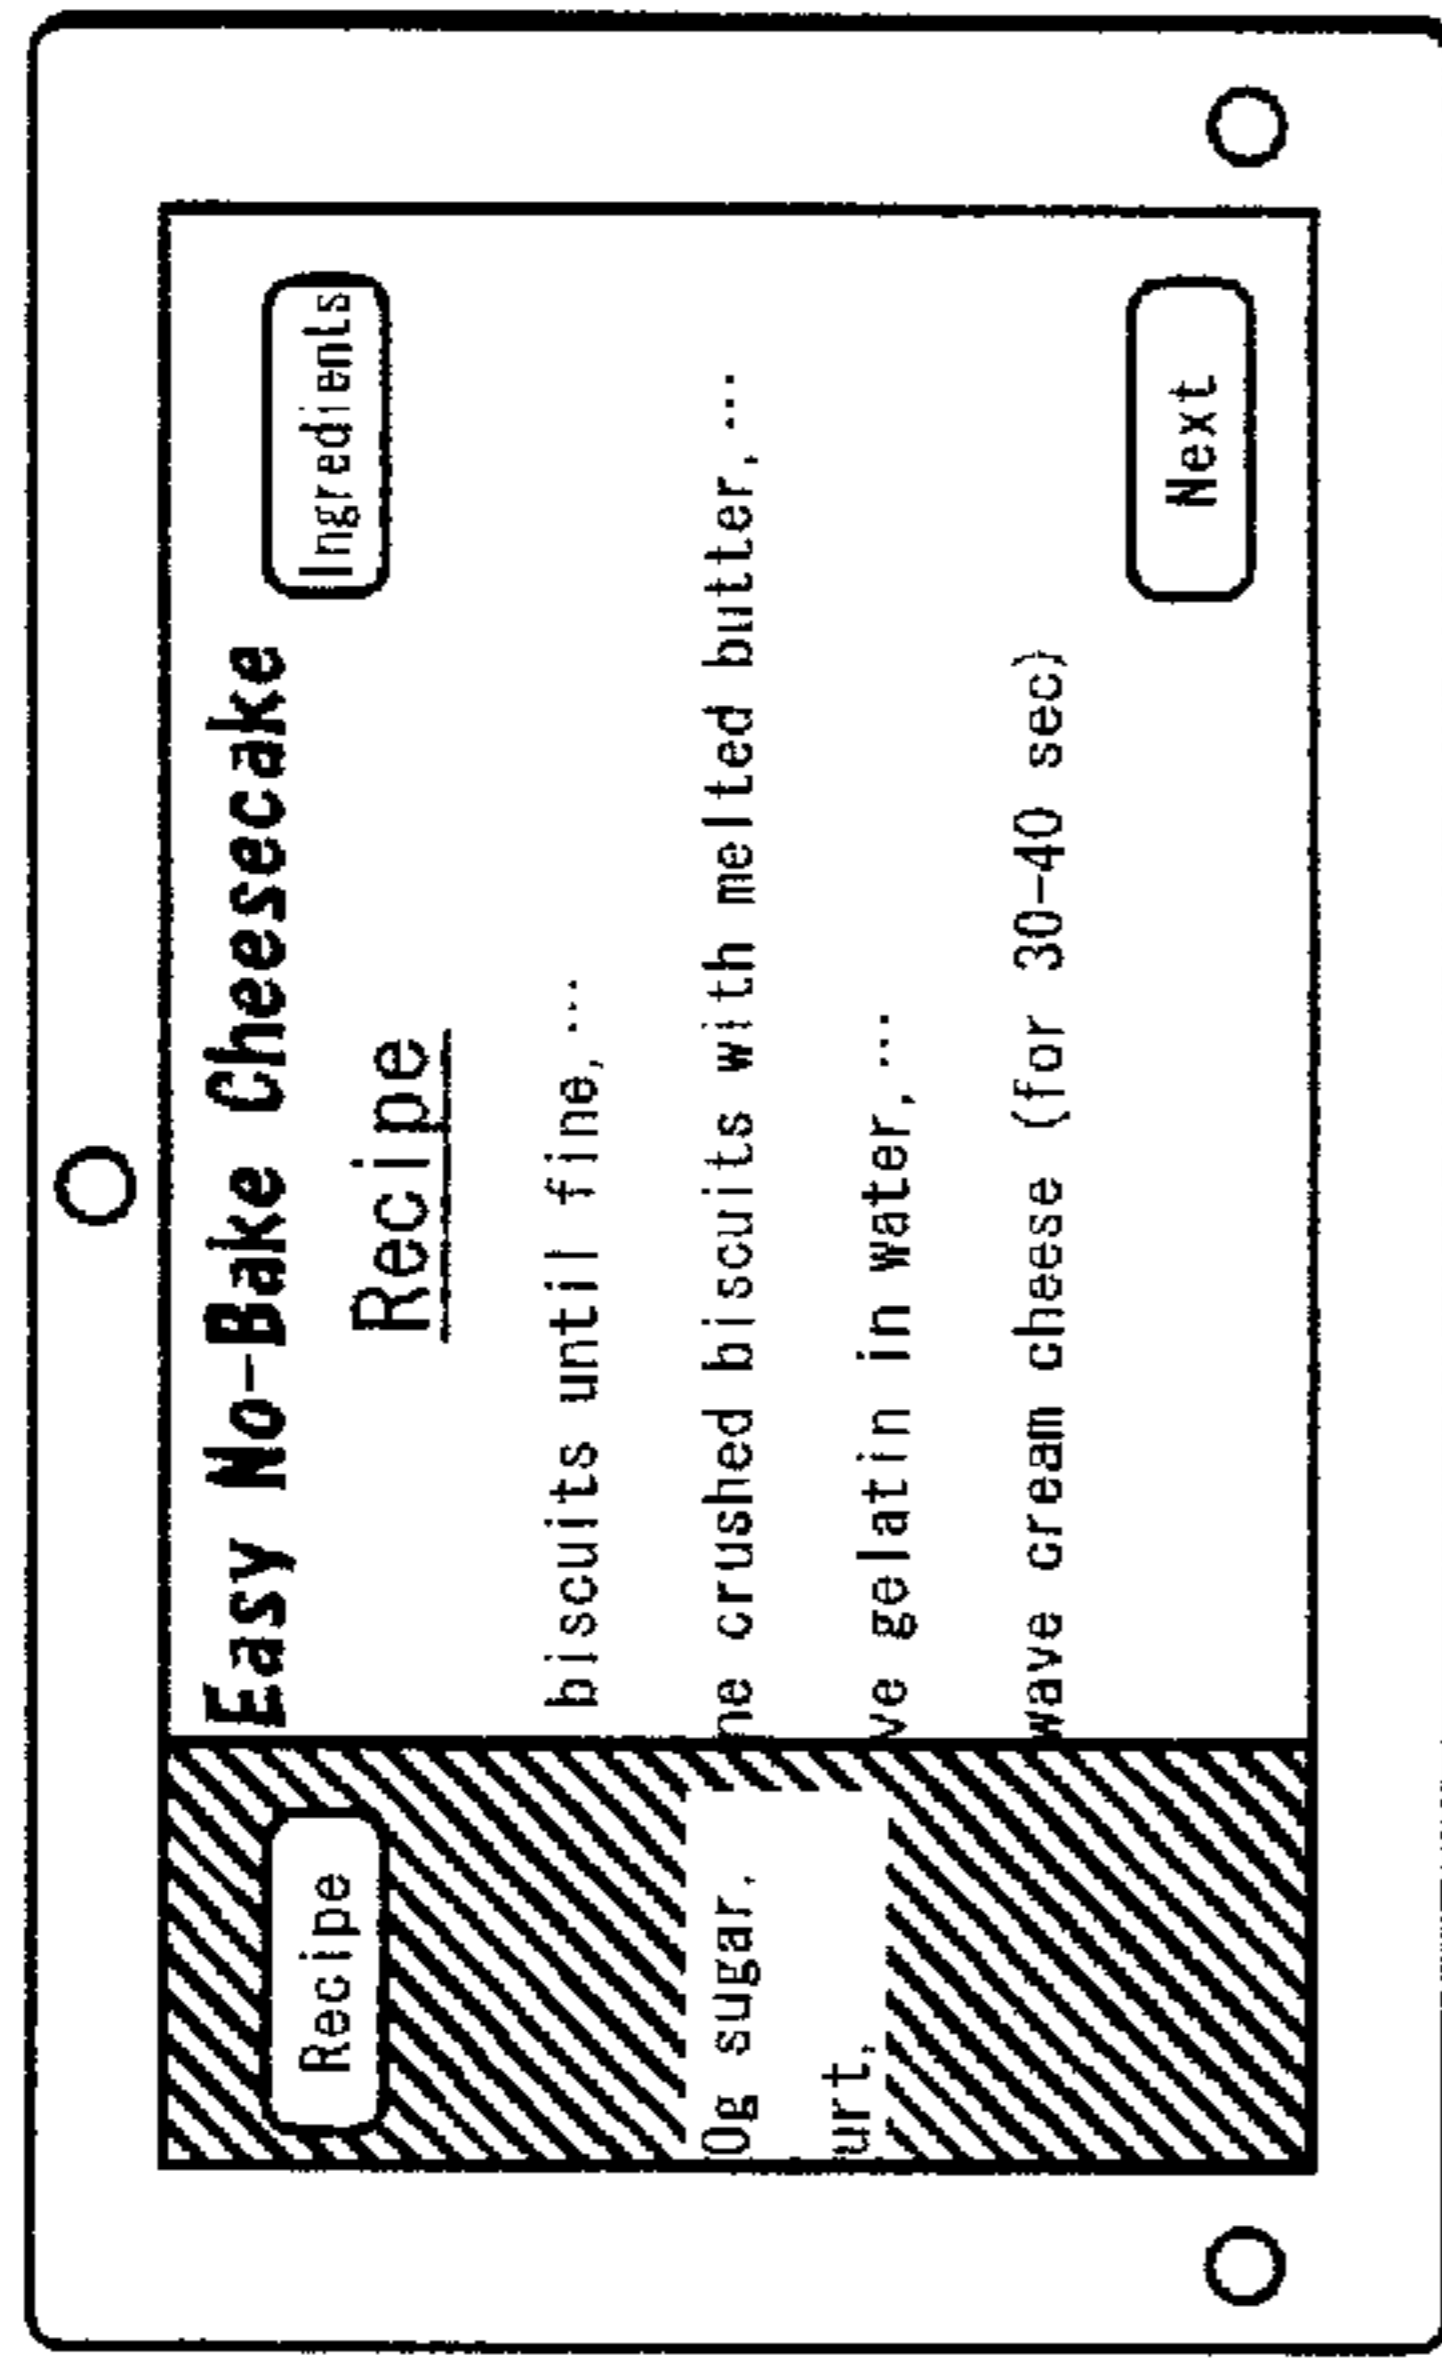 Easy No-Bake Cheesecake
Recipe
Ingredients
Recipe
biscuits until fine, ...
ne crushed biscuits with melted butter, ...
0g sugar,
ve gelatin in water, ...
urt,
wave cream cheese (for 30-40 sec)
Next